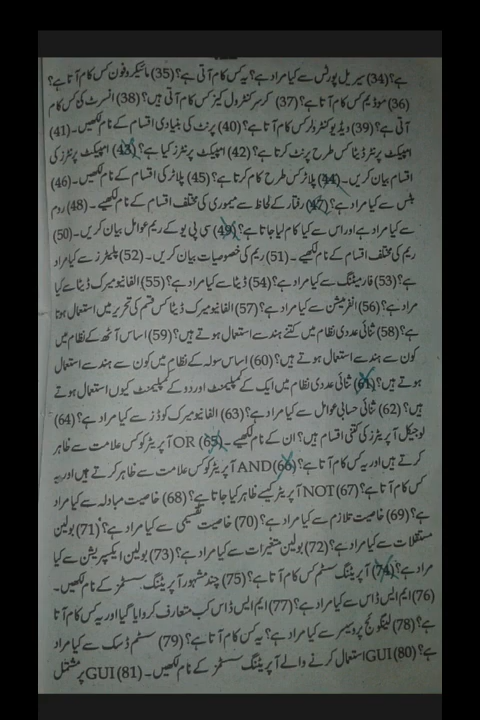 ہے؟ (34) سیریل پورٹس سے کیا مراد ہے؟ یہ کس کام آتی ہے؟ (35) مائیکروفون کس کام آتا ہے؟
(36) موڈیم کس کام آتا ہے؟ (37) کرسر کنٹرول کیز کس کام آتی ہیں؟ (38) انسرٹ کی کس کام
آتی ہے؟ (39) ویڈیو کنٹرولر کس کام آتا ہے؟ (40) پرنٹ کی بنیادی اقسام کے نام لکھیں۔ (41)
امپیکٹ پرنٹر ڈیٹا کس طرح پرنٹ کرتا ہے؟ (42) امپیکٹ پرنٹرز کیا ہے؟ (43) امپیکٹ پرنٹرز کی
اقسام بیان کریں۔ (44) پلاٹر کس طرح کام کرتا ہے؟ (45) پلاٹر کی اقسام کے نام لکھیں۔ (46)
بٹس سے کیا مراد ہے؟ (47) رفتار کے لحاظ سے میموری کی مختلف اقسام کے نام لکھیے۔ (48) روم
سے کیا مراد ہے اور اس سے کیا کام لیا جاتا ہے؟ (49) سی پی یو کے ریم عوامل بیان کریں۔ (50)
ریم کی مختلف اقسام کے نام لکھیے۔ (51) ریم کی خصوصیات بیان کریں۔ (52) پلیٹرز سے کیا مراد
ہے؟ (53) فارمیٹنگ سے کیا مراد ہے؟ (54) ڈیٹا سے کیا مراد ہے؟ (55) الفانیومیرک ڈیٹا سے کیا
مراد ہے؟ (56) انفرمیشن سے کیا مراد ہے؟ (57) الفانیومیرک ڈیٹا کس قسم کی تحریر میں استعمال ہوتا
ہے؟ (58) ثنائی عددی نظام میں کتنے ہندسے استعمال ہوتے ہیں؟ (59) اساس آٹھ کے نظام میں
کون سے ہندسے استعمال ہوتے ہیں؟ (60) اساس سولہ کے نظام میں کون سے ہندسے استعمال
ہوتے ہیں؟ (61) ثنائی عددی نظام میں ایک کے کمپلیمنٹ اور دو کے کمپلیمنٹ کیوں استعمال ہوتے
ہیں؟ (62) ثنائی حسابی عوامل سے کیا مراد ہے؟ (63) الفانیومیرک کوڈز سے کیا مراد ہے؟ (64)
لوجیکل آپریٹرز کی کتنی اقسام ہیں؟ ان کے نام لکھیے۔ (65) OR آپریٹر کو کس علامت سے ظاہر
کرتے ہیں اور یہ کس کام آتا ہے؟ (66) AND آپریٹر کو کس علامت سے ظاہر کرتے ہیں اور یہ
کس کام آتا ہے؟ (67) NOT آپریٹر کیسے ظاہر کیا جاتا ہے؟ (68) خاصیت مبادلہ سے کیا مراد
ہے؟ (69) خاصیت تلازم سے کیا مراد ہے؟ (70) خاصیت تقسیمی سے کیا مراد ہے؟ (71) بولین
مستقلات سے کیا مراد ہے؟ (72) بولین متغیرات سے کیا مراد ہے؟ (73) بولین ایکسپریشن سے کیا
مراد ہے؟ (74) آپریٹنگ سسٹم کس کام آتا ہے؟ (75) چند مشہور آپریٹنگ سسٹمز کے نام لکھیں۔
(76) ایم ایس ڈاس سے کیا مراد ہے؟ (77) ایم ایس ڈاس کب متعارف کروایا گیا اور یہ کس کام آتا
ہے؟ (78) لینگوئج پروسیسر سے کیا مراد ہے؟ یہ کس کام آتا ہے؟ (79) سسٹم ڈسک سے کیا مراد
ہے؟ (80) GUI استعمال کرنے والے آپریٹنگ سسٹمز کے نام لکھیں۔ (81) GUI پر مشتمل